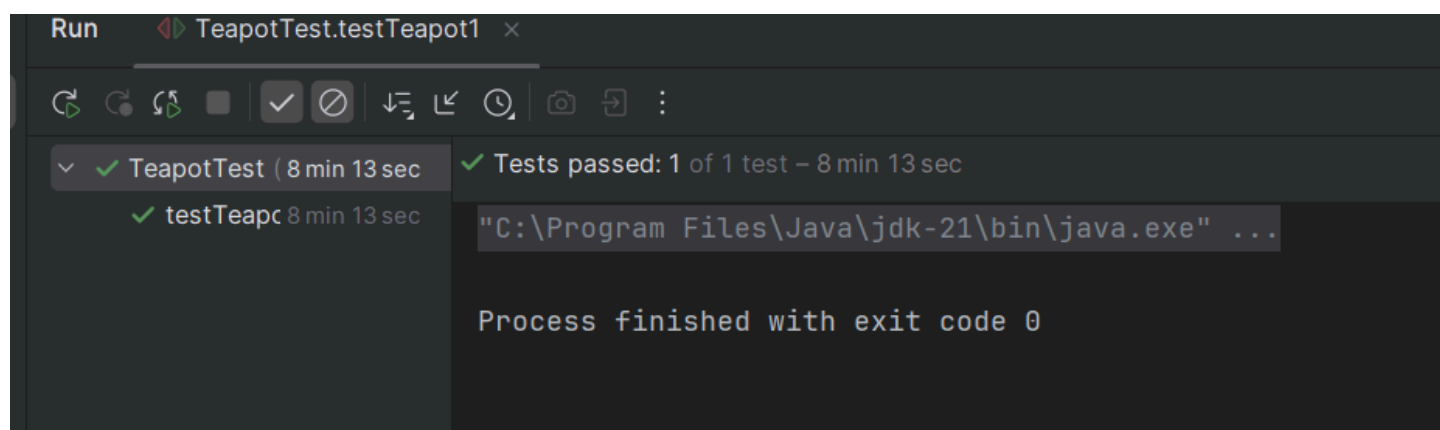 Run TeapotTest.testTeapot1
TeapotTest ( 8 min 13 sec
Tests passed: 1 of 1 test – 8 min 13 sec
testTeapc 8 min 13 sec
"C:\Program Files\Java\jdk-21\bin\java.exe" ...
Process finished with exit code 0